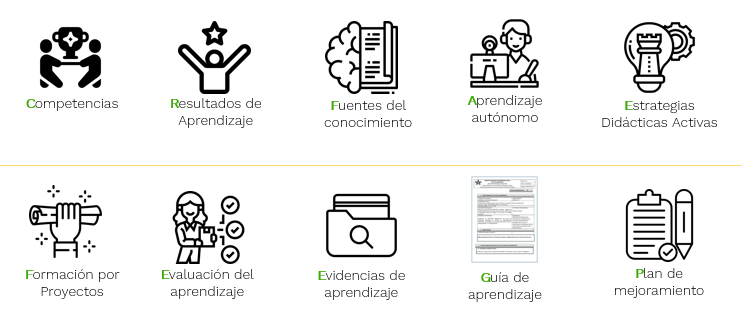 Competencias
Resultados de
Aprendizaje
Fuentes del
conocimiento
Aprendizaje
autónomo
Estrategias
Didácticas Activas
Formación por
Proyectos
Evaluación del
aprendizaje
Evidencias de
aprendizaje
Guía de
aprendizaje
Plan de
mejoramiento